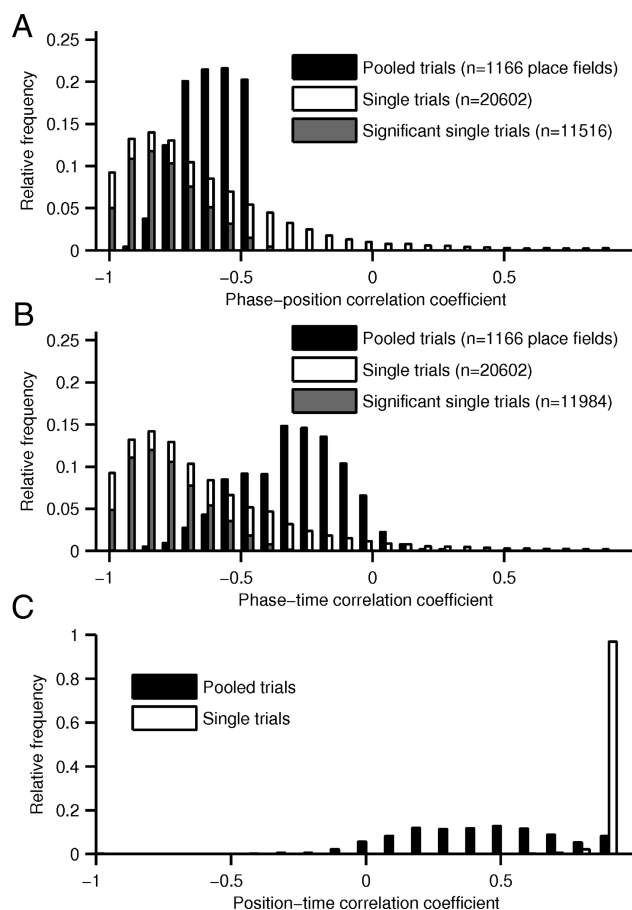 A
0.25
0.2
0.15
0.1
0.05
0
Relative frequency
Pooled trials (n=1166 place fields)
Single trials (n=20602)
Significant single trials (n=11516)
−1
−0.5
0
0.5
Phase−position correlation coefficient
B
0.25
0.2
0.15
0.1
0.05
0
Relative frequency
Pooled trials (n=1166 place fields)
Single trials (n=20602)
Significant single trials (n=11984)
−1
−0.5
0
0.5
Phase−time correlation coefficient
C
1
0.8
0.6
0.4
0.2
0
Relative frequency
Pooled trials
Single trials
−1
−0.5
0
0.5
Position−time correlation coefficient